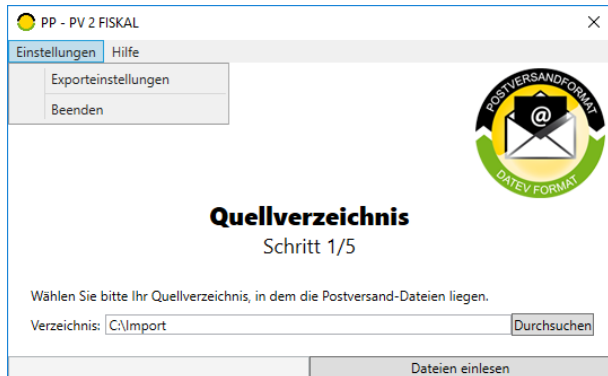 PP - PV 2 FISKAL
Einstellungen Hilfe
Exporteinstellungen
Beenden
POSTVERSANDFORMAT
@
DATEV FORMAT
Quellverzeichnis
Schritt 1/5
Wählen Sie bitte Ihr Quellverzeichnis, in dem die Postversand-Dateien liegen.
Verzeichnis: C:\Import Durchsuchen
Dateien einlesen